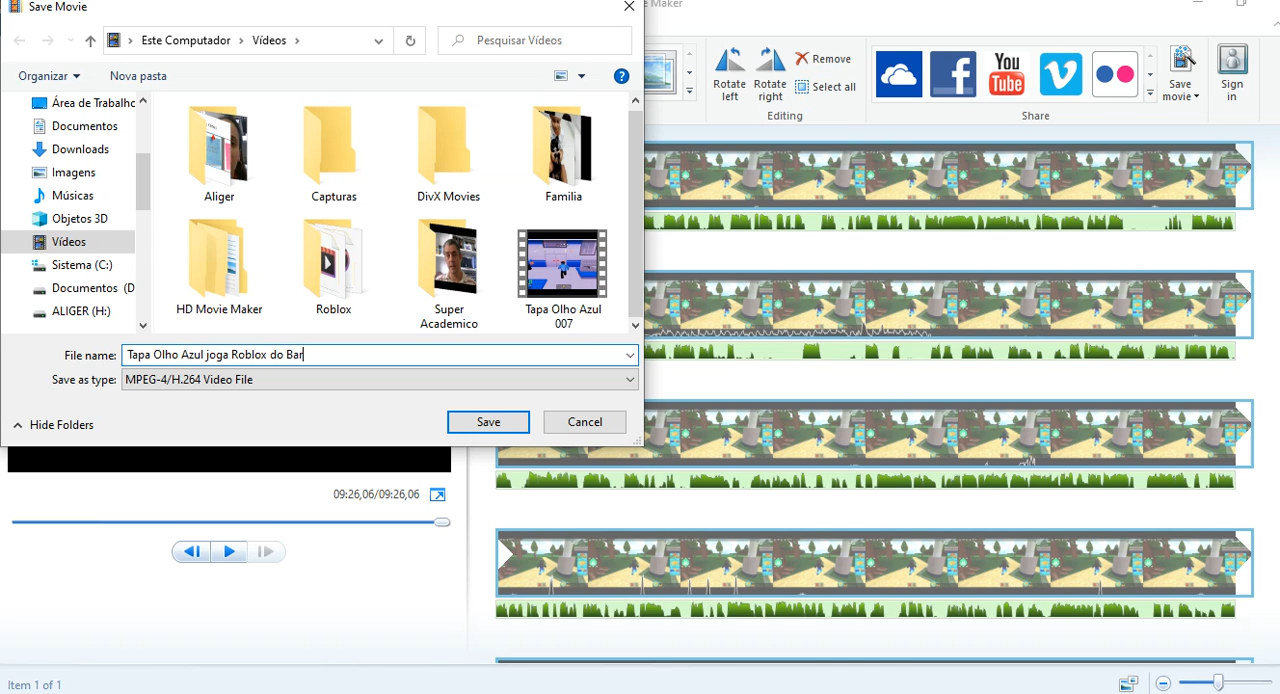 Save Movie
e Maker
Este Computador
Vídeos
Pesquisar Vídeos
Organizar
Nova pasta
Área de Trabalho
Documentos
Downloads
Imagens
Músicas
Objetos 3D
Vídeos
Sistema (C:)
Documentos (D
ALIGER (H:)
Aliger
Capturas
DivX Movies
Familia
HD Movie Maker
Roblox
Super
Academico
Tapa Olho Azul
007
File name:
Tapa Olho Azul joga Roblox do Bar
Save as type:
MPEG-4/H.264 Video File
Hide Folders
Save
Cancel
Rotate
left
Rotate
right
Remove
Select all
Editing
You
Tube
Save
movie
Share
Sign
in
09:26,06/09:26,06
Item 1 of 1